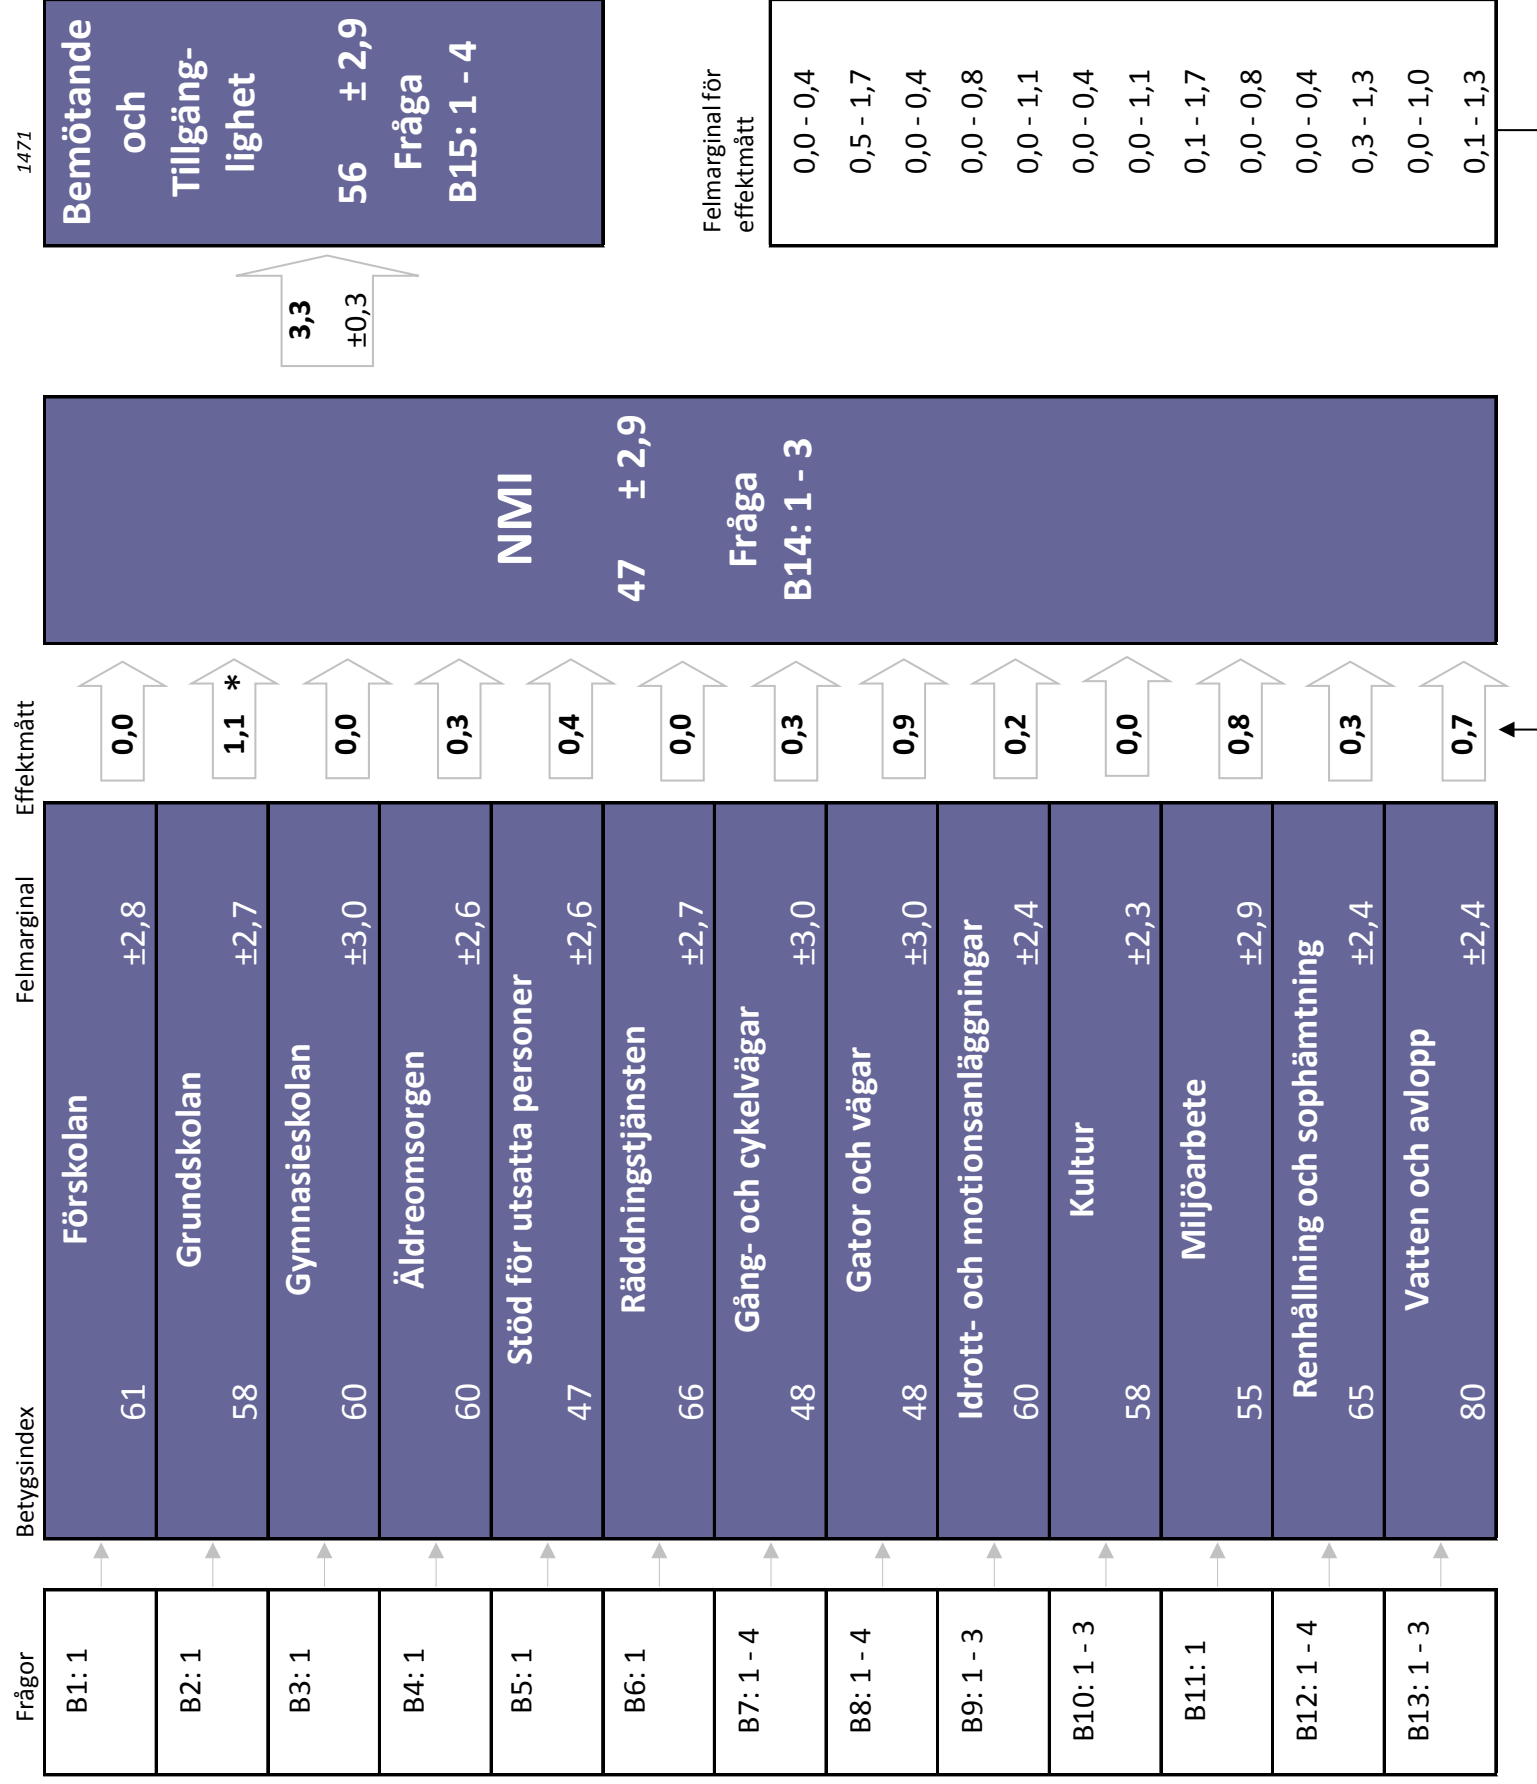 1471
Frågor
Betygsindex
Felmarginal
Effektmått
B1: 1
Förskolan
61
±2,8
0,0
B2: 1
Grundskolan
58
±2,7
1,1 *
B3: 1
Gymnasieskolan
60
±3,0
0,0
B4: 1
Äldreomsorgen
60
±2,6
0,3
B5: 1
Stöd för utsatta personer
47
±2,6
0,4
B6: 1
Räddningstjänsten
66
±2,7
0,0
B7: 1 - 4
Gång- och cykelvägar
48
±3,0
0,3
B8: 1 - 4
Gator och vägar
48
±3,0
0,9
B9: 1 - 3
Idrott- och motionsanläggningar
60
±2,4
0,2
B10: 1 - 3
Kultur
58
±2,3
0,0
B11: 1
Miljöarbete
55
±2,9
0,8
B12: 1 - 4
Renhållning och sophämtning
65
±2,4
0,3
B13: 1 - 3
Vatten och avlopp
80
±2,4
0,7
NMI
47 ± 2,9
Fråga
B14: 1 - 3
3,3
±0,3
Bemötande
och
Tillgäng-
lighet
56 ± 2,9
Fråga
B15: 1 - 4
Felmarginal för
effektmått
0,0 - 0,4
0,5 - 1,7
0,0 - 0,4
0,0 - 0,8
0,0 - 1,1
0,0 - 0,4
0,0 - 1,1
0,1 - 1,7
0,0 - 0,8
0,0 - 0,4
0,3 - 1,3
0,0 - 1,0
0,1 - 1,3